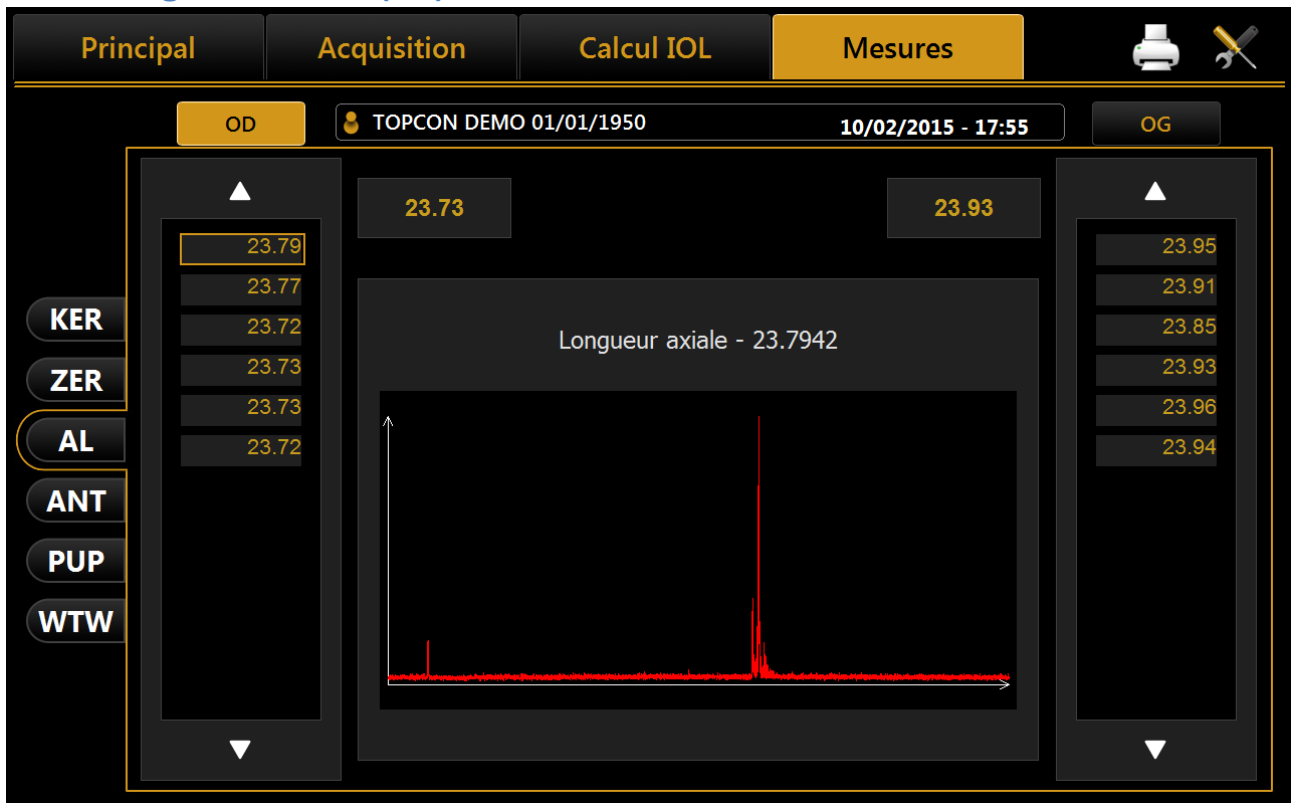 Principal Acquisition Calcul IOL Mesures
OD TOPCON DEMO 01/01/1950 10/02/2015 - 17:55 OG
23.73 23.93
23.79
23.77
23.72
23.73
23.73
23.72
KER
ZER
AL
ANT
PUP
WTW
Longueur axiale - 23.7942
23.95
23.91
23.85
23.93
23.96
23.94